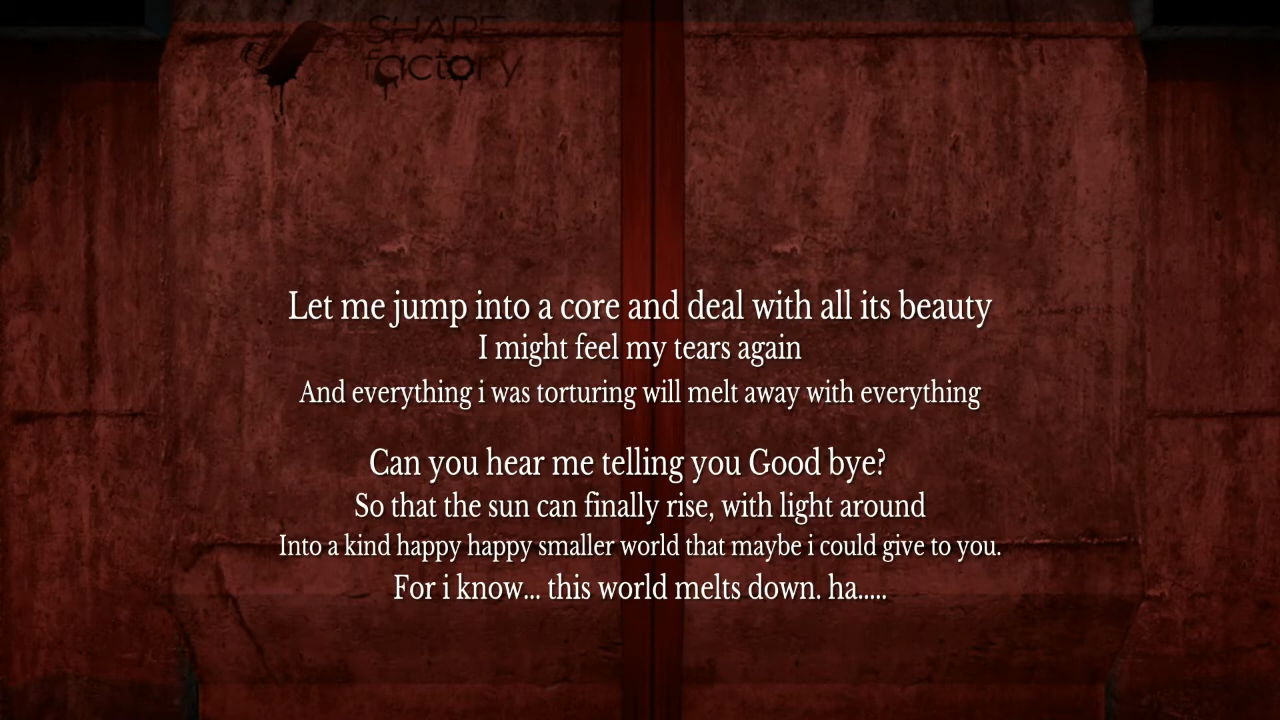 SHARE
factory
Let me jump into a core and deal with all its beauty
I might feel my tears again
And everything i was torturing will melt away with everything
Can you hear me telling you Good bye?
So that the sun can finally rise, with light around
Into a kind happy happy smaller world that maybe i could give to you.
For i know... this world melts down. ha.....